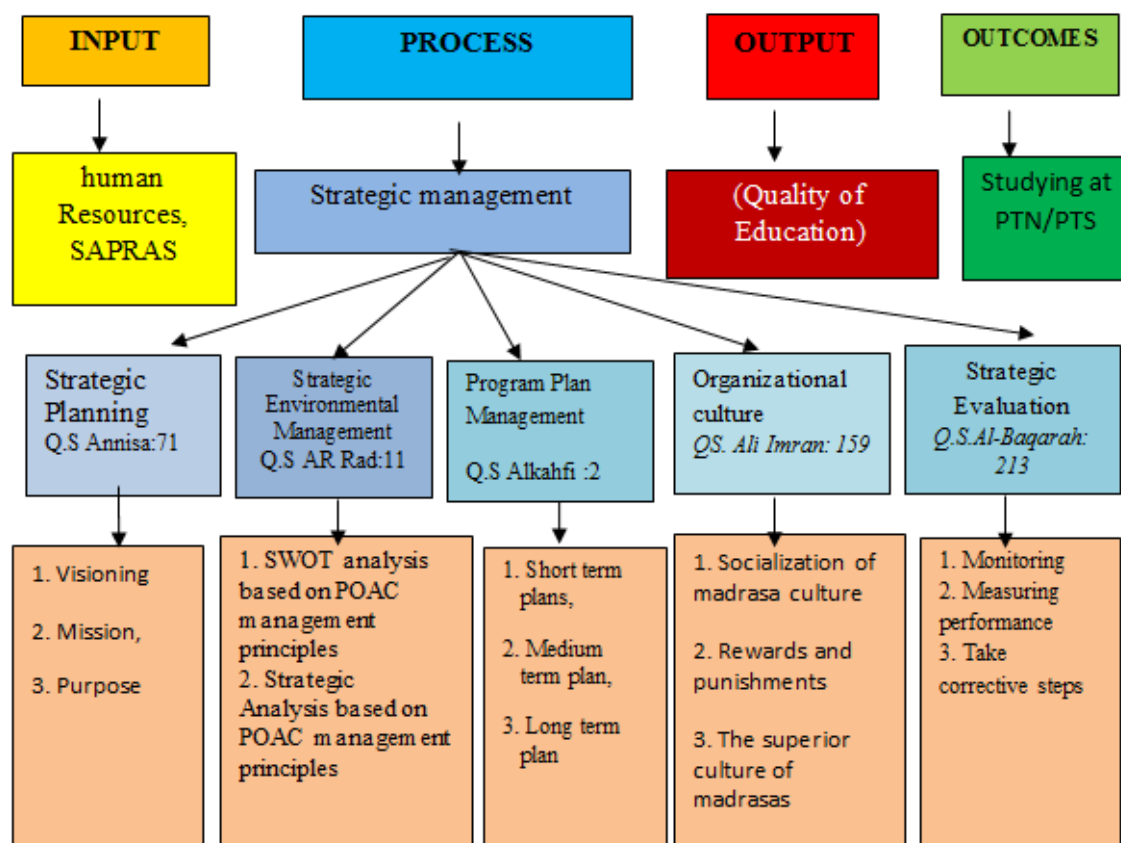 INPUT
PROCESS
OUTPUT
OUTCOMES
human
Resources,
SAPRAS
Strategic management
(Quality of
Education)
Studying at
PTN/PTS
Strategic
Planning
Q.S Annisa:71
Strategic
Environmental
Management
Q.S AR Rad:11
Program Plan
Management
Q.S Alkahfi :2
Organizational
culture
QS. Ali Imran: 159
Strategic
Evaluation
Q.S.Al-Baqarah:
213
1. Visioning
2. Mission,
3. Purpose
1. SWOT analysis
based on POAC
management
principles
2. Strategic
Analysis based on
POAC management
principles
1. Short term
plans,
2. Medium
term plan,
3. Long term
plan
1. Socialization of
madrasa culture
2. Rewards and
punishments
3. The superior
culture of
madrasas
1. Monitoring
2. Measuring
performance
3. Take
corrective steps